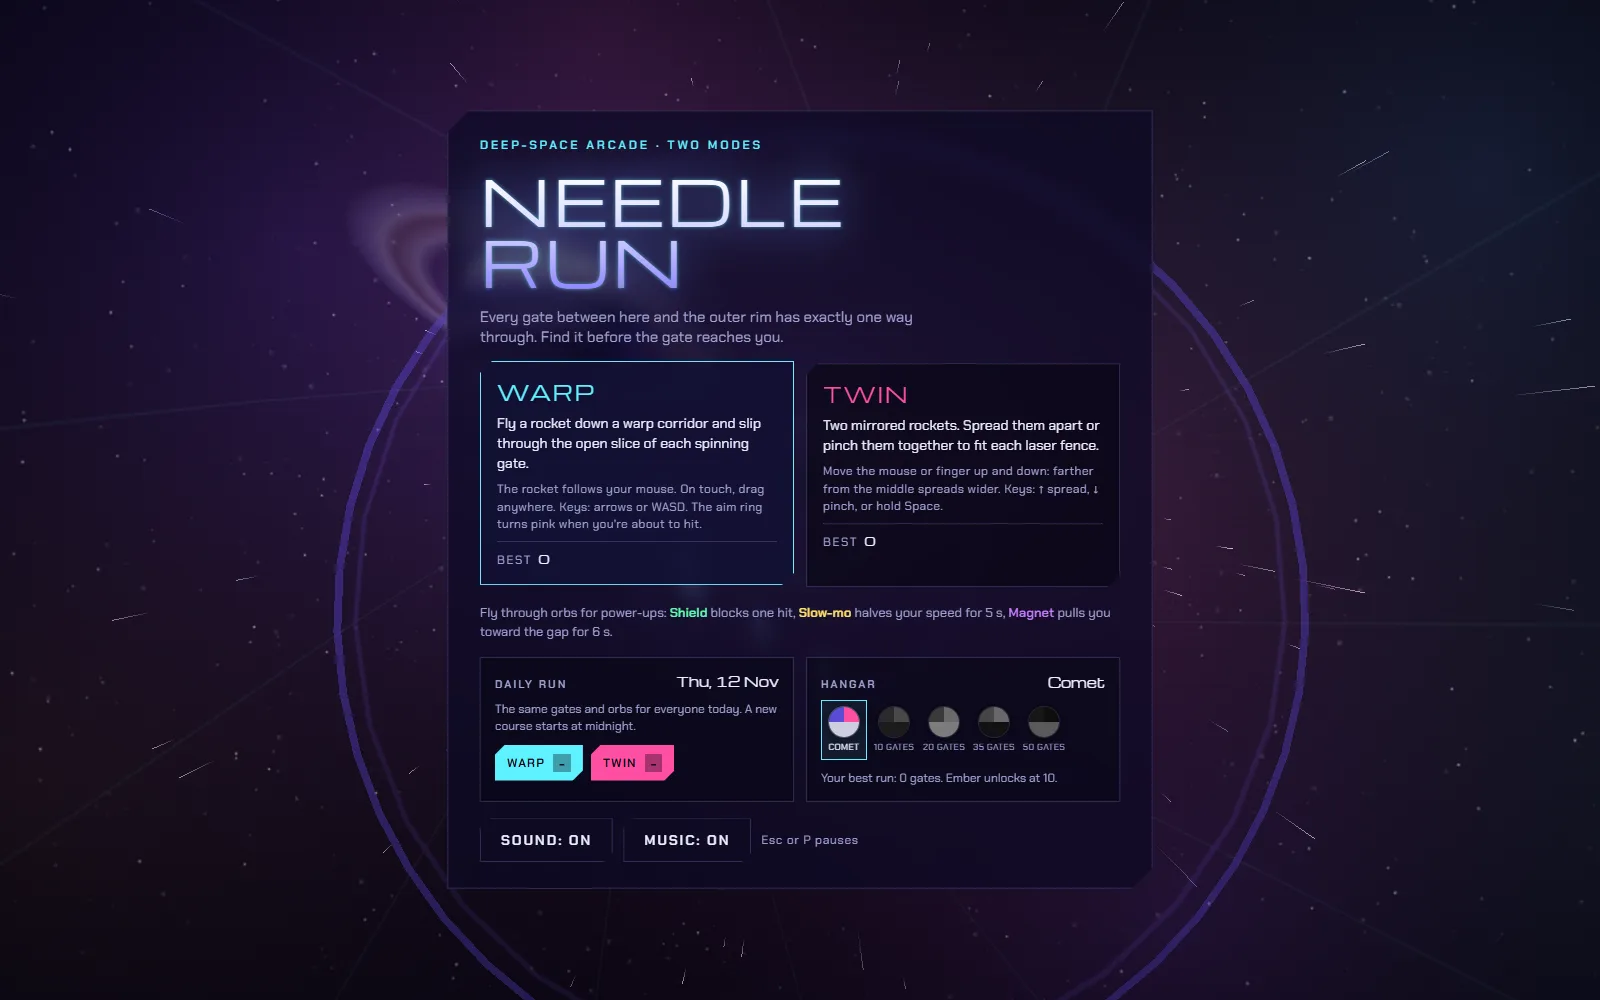 DEEP-SPACE ARCADE · TWO MODES
NEEDLE
RUN
Every gate between here and the outer rim has exactly one way
through. Find it before the gate reaches you.
WARP
Fly a rocket down a warp corridor and slip
through the open slice of each spinning
gate.
The rocket follows your mouse. On touch, drag
anywhere. Keys: arrows or WASD. The aim ring
turns pink when you're about to hit.
BEST 0
TWIN
Two mirrored rockets. Spread them apart or
pinch them together to fit each laser fence.
Move the mouse or finger up and down: farther
from the middle spreads wider. Keys: ↑ spread, ↓
pinch, or hold Space.
BEST 0
Fly through orbs for power-ups: Shield blocks one hit, Slow-mo halves your speed for 5 s, Magnet pulls you
toward the gap for 6 s.
DAILY RUN Thu, 12 Nov
The same gates and orbs for everyone today. A new
course starts at midnight.
WARP – TWIN –
HANGAR Comet
COMET 10 GATES 20 GATES 35 GATES 50 GATES
Your best run: 0 gates. Ember unlocks at 10.
SOUND: ON MUSIC: ON Esc or P pauses